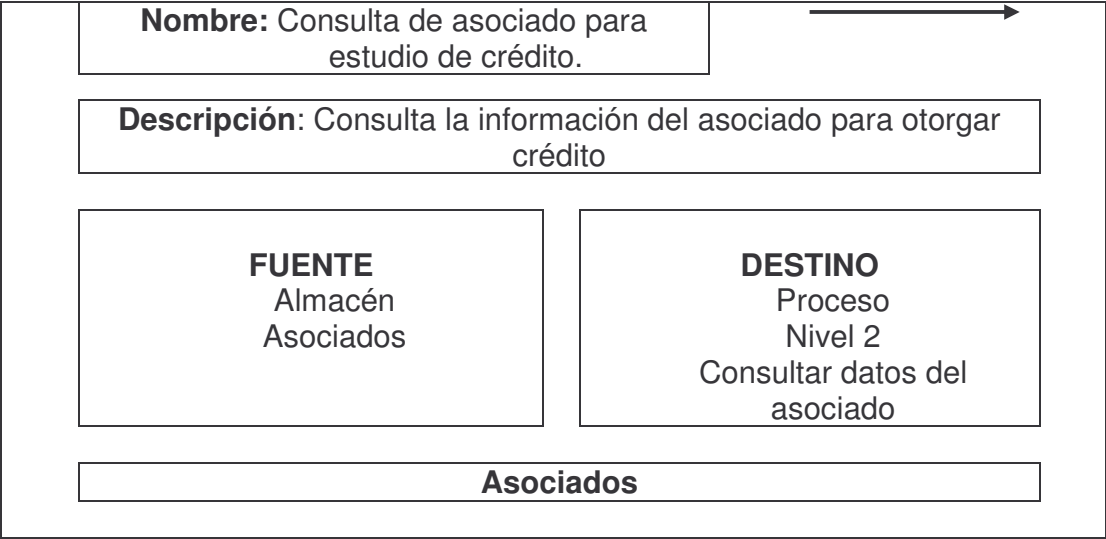 Nombre: Consulta de asociado para
estudio de crédito.
Descripción: Consulta la información del asociado para otorgar
crédito
FUENTE
Almacén
Asociados
DESTINO
Proceso
Nivel 2
Consultar datos del
asociado
Asociados